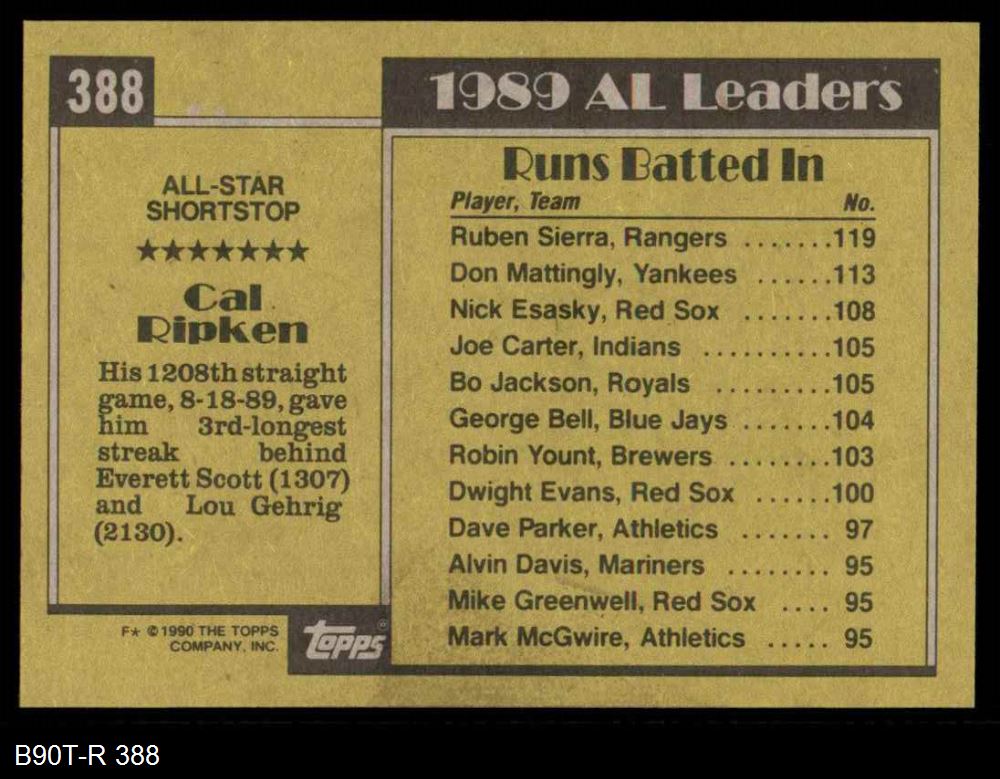 388
ALL-STAR
SHORTSTOP
★★★★★★★
Cal
Ripken
His 1208th straight
game, 8-18-89, gave
him 3rd-longest
streak behind
Everett Scott (1307)
and Lou Gehrig
(2130).
F★ ©1990 THE TOPPS
COMPANY, INC.
topps®
1989 AL Leaders
Runs Batted In
Player, Team No.
Ruben Sierra, Rangers .......119
Don Mattingly, Yankees ......113
Nick Esasky, Red Sox .......108
Joe Carter, Indians ..........105
Bo Jackson, Royals .........105
George Bell, Blue Jays .......104
Robin Yount, Brewers ........103
Dwight Evans, Red Sox ......100
Dave Parker, Athletics ....... 97
Alvin Davis, Mariners ........ 95
Mike Greenwell, Red Sox .... 95
Mark McGwire, Athletics ..... 95
B90T-R 388